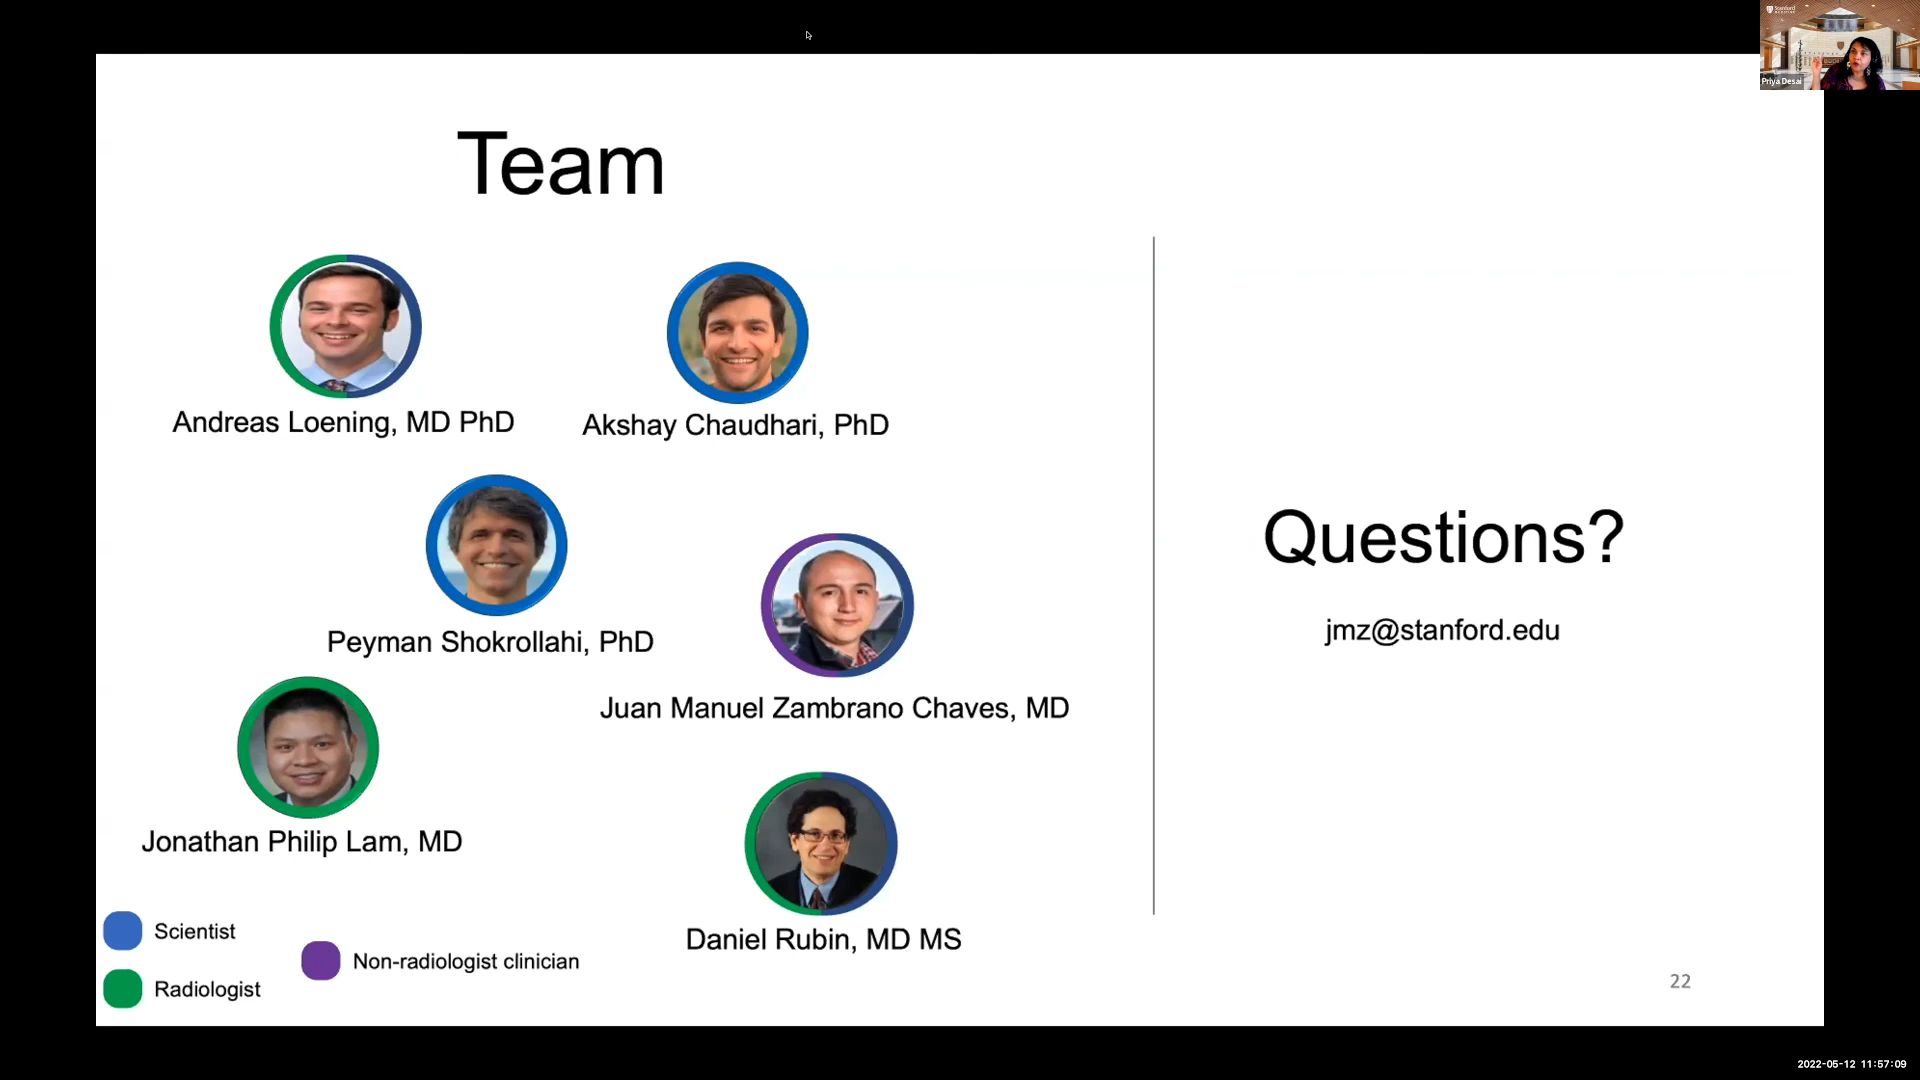 Stanford
Priya Desai
Team
Andreas Loening, MD PhD
Akshay Chaudhari, PhD
Peyman Shokrollahi, PhD
Juan Manuel Zambrano Chaves, MD
Jonathan Philip Lam, MD
Daniel Rubin, MD MS
Scientist
Non-radiologist clinician
Radiologist
Questions?
jmz@stanford.edu
22
2022-05-12 11:57:09